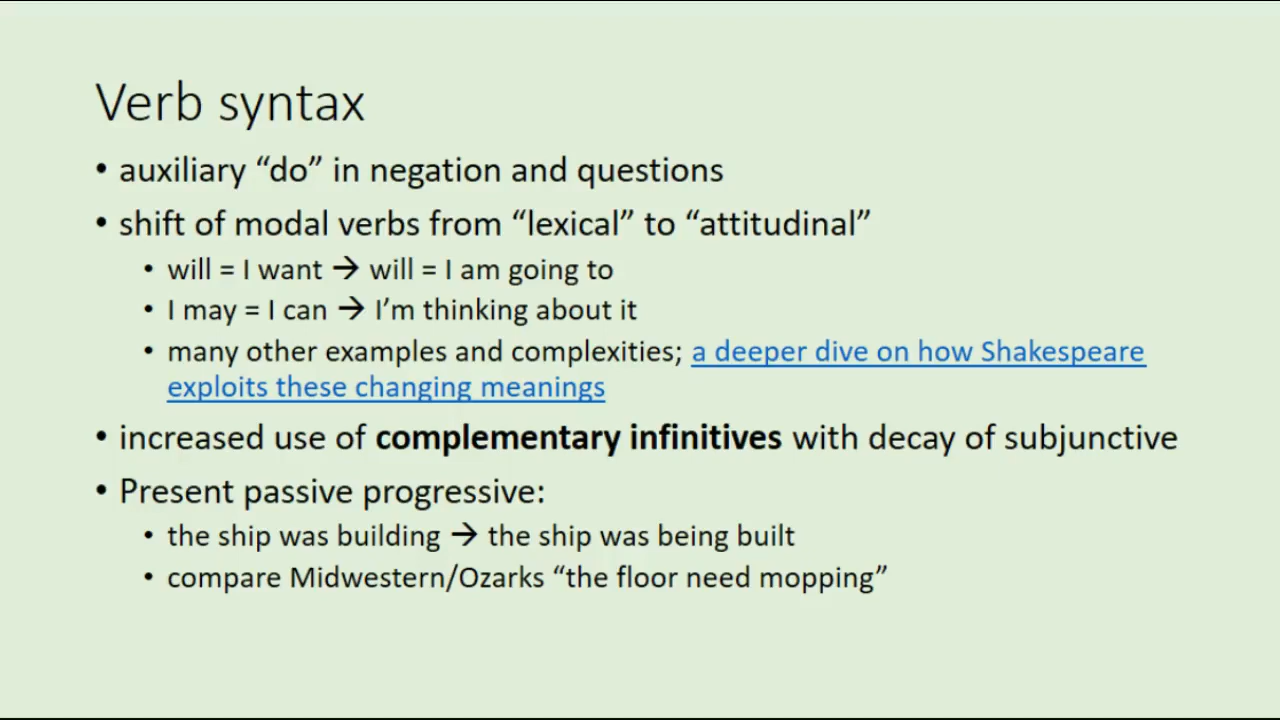 Verb syntax
• auxiliary “do” in negation and questions
• shift of modal verbs from “lexical” to “attitudinal”
• will = I want → will = I am going to
• I may = I can → I’m thinking about it
• many other examples and complexities; a deeper dive on how Shakespeare
exploits these changing meanings
• increased use of complementary infinitives with decay of subjunctive
• Present passive progressive:
• the ship was building → the ship was being built
• compare Midwestern/Ozarks “the floor need mopping”